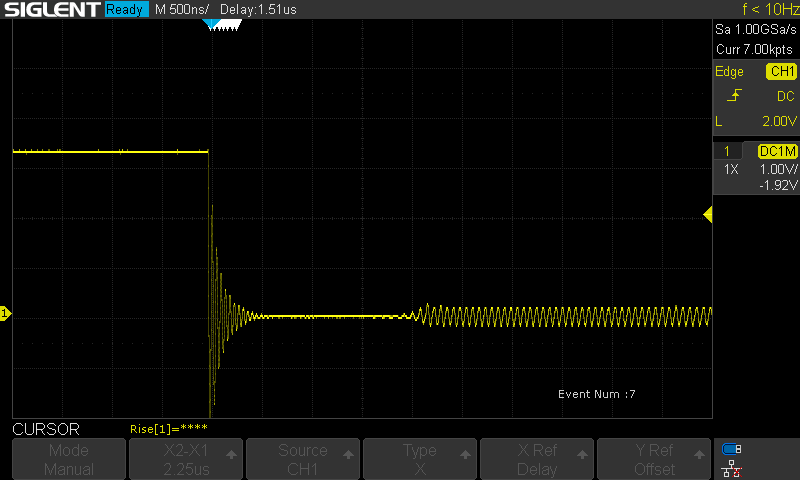 SIGLENT Ready M 500ns/ Delay:1.51us f < 10Hz
Sa 1.00GSa/s
Curr 7.00kpts
Edge CH1
DC
L 2.00V
1 DC1M
1X 1.00V/
-1.92V
1
Event Num :7
CURSOR Rise[1]=****
Mode X2-X1 Source Type X Ref Y Ref
Manual 2.25us CH1 X Delay Offset